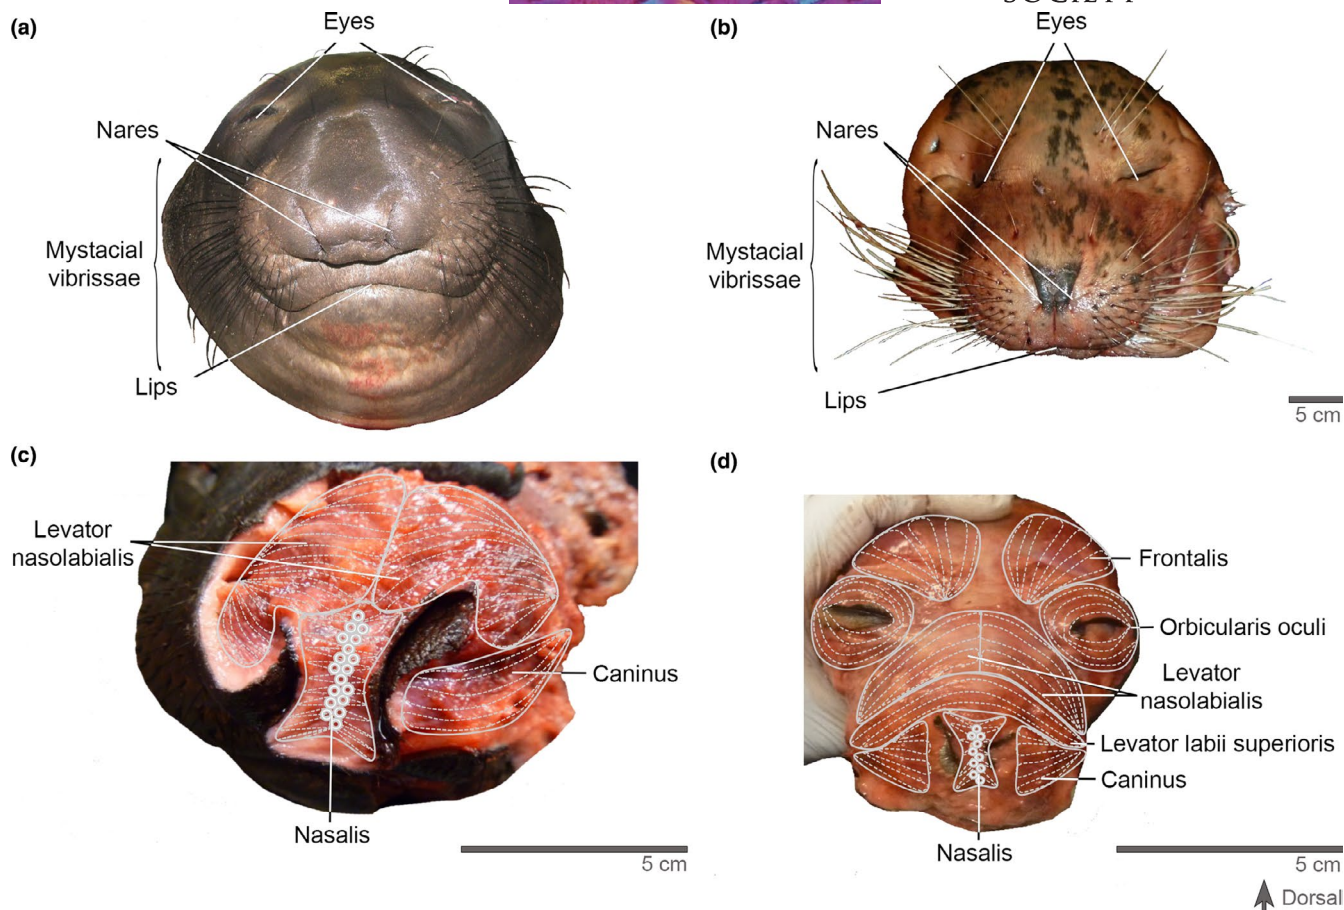 SOCIETY
(a)
Eyes
Nares
Mystacial
vibrissae
Lips
(b)
Eyes
Nares
Mystacial
vibrissae
Lips
5 cm
(c)
Levator
nasolabialis
Caninus
Nasalis
5 cm
(d)
Frontalis
Orbicularis oculi
Levator
nasolabialis
Levator labii superioris
Caninus
Nasalis
5 cm
Dorsal